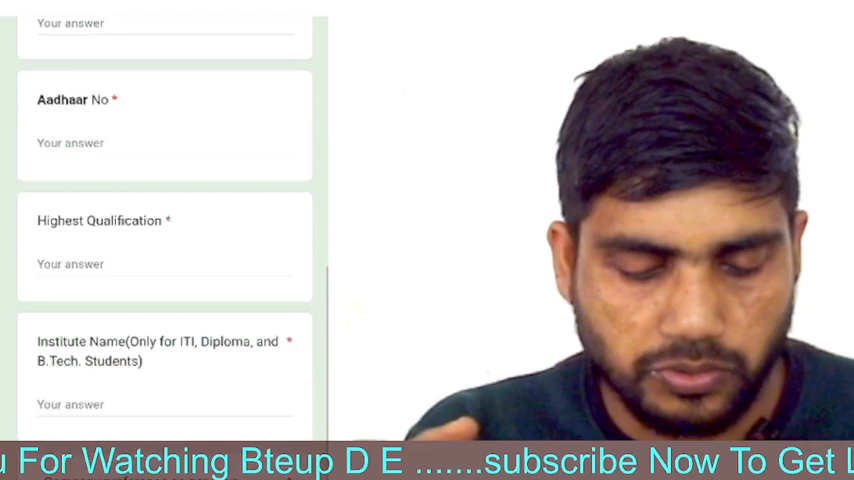 Your answer
Aadhaar No *
Your answer
Highest Qualification *
Your answer
Institute Name(Only for ITI, Diploma, and *
B.Tech. Students)
Your answer
u For Watching Bteup D E .......subscribe Now To Get L